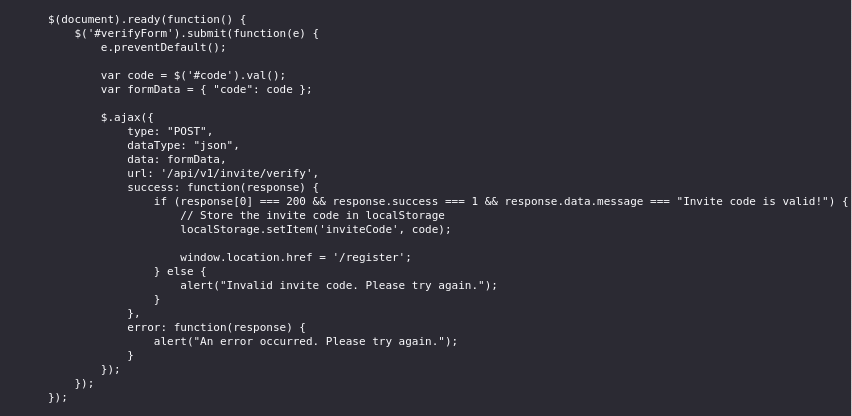 $(document).ready(function() {
    $('#verifyForm').submit(function(e) {
        e.preventDefault();

        var code = $('#code').val();
        var formData = { "code": code };

        $.ajax({
            type: "POST",
            dataType: "json",
            data: formData,
            url: '/api/v1/invite/verify',
            success: function(response) {
                if (response[0] === 200 && response.success === 1 && response.data.message === "Invite code is valid!") {
                    // Store the invite code in localStorage
                    localStorage.setItem('inviteCode', code);

                    window.location.href = '/register';
                } else {
                    alert("Invalid invite code. Please try again.");
                }
            },
            error: function(response) {
                alert("An error occurred. Please try again.");
            }
        });
    });
});